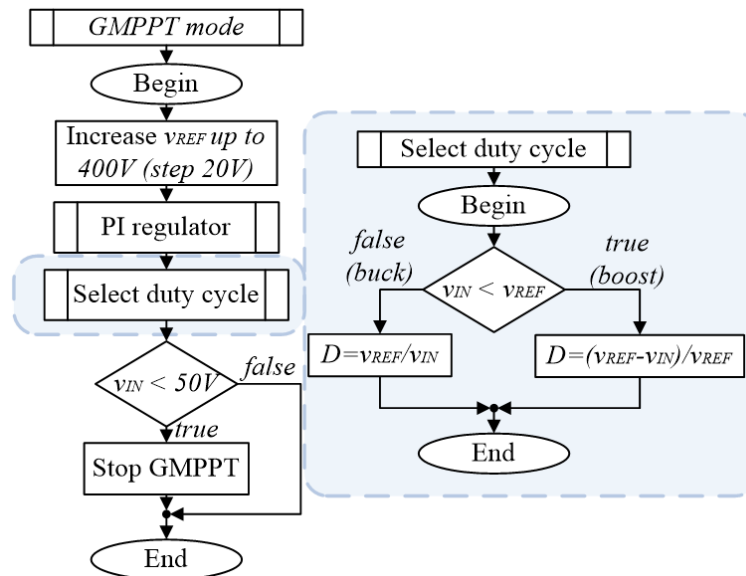 GMPPT mode
Begin
Increase vREF up to
400V (step 20V)
PI regulator
Select duty cycle
vIN < 50V
false
true
Stop GMPPT
End
Select duty cycle
Begin
false
(buck)
true
(boost)
vIN < vREF
D=vREF/vIN
D=(vREF-vIN)/vREF
End